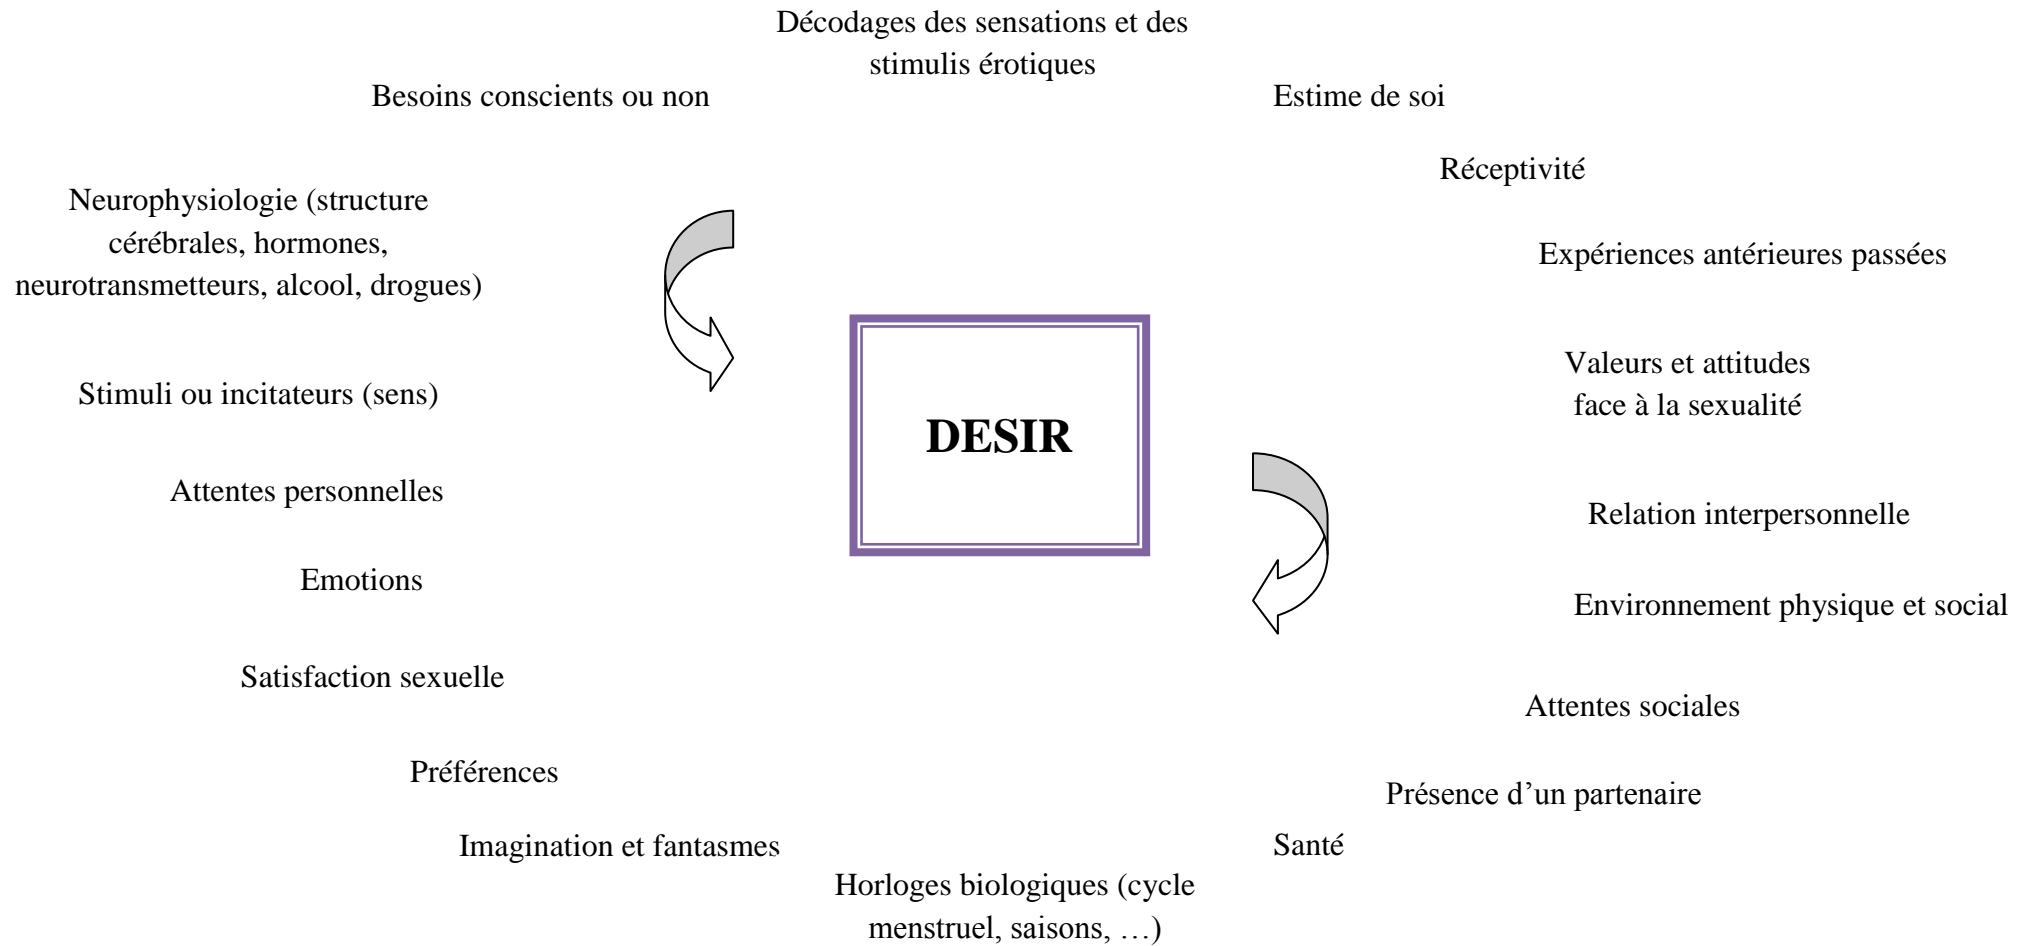 Décodages des sensations et des
stimulis érotiques
Besoins conscients ou non
Estime de soi
Réceptivité
Neurophysiologie (structure
cérébrales, hormones,
neurotransmetteurs, alcool, drogues)
Expériences antérieures passées
Valeurs et attitudes
face à la sexualité
Stimuli ou incitateurs (sens)
DESIR
Attentes personnelles
Relation interpersonnelle
Emotions
Environnement physique et social
Satisfaction sexuelle
Attentes sociales
Préférences
Présence d’un partenaire
Imagination et fantasmes
Santé
Horloges biologiques (cycle
menstruel, saisons, …)